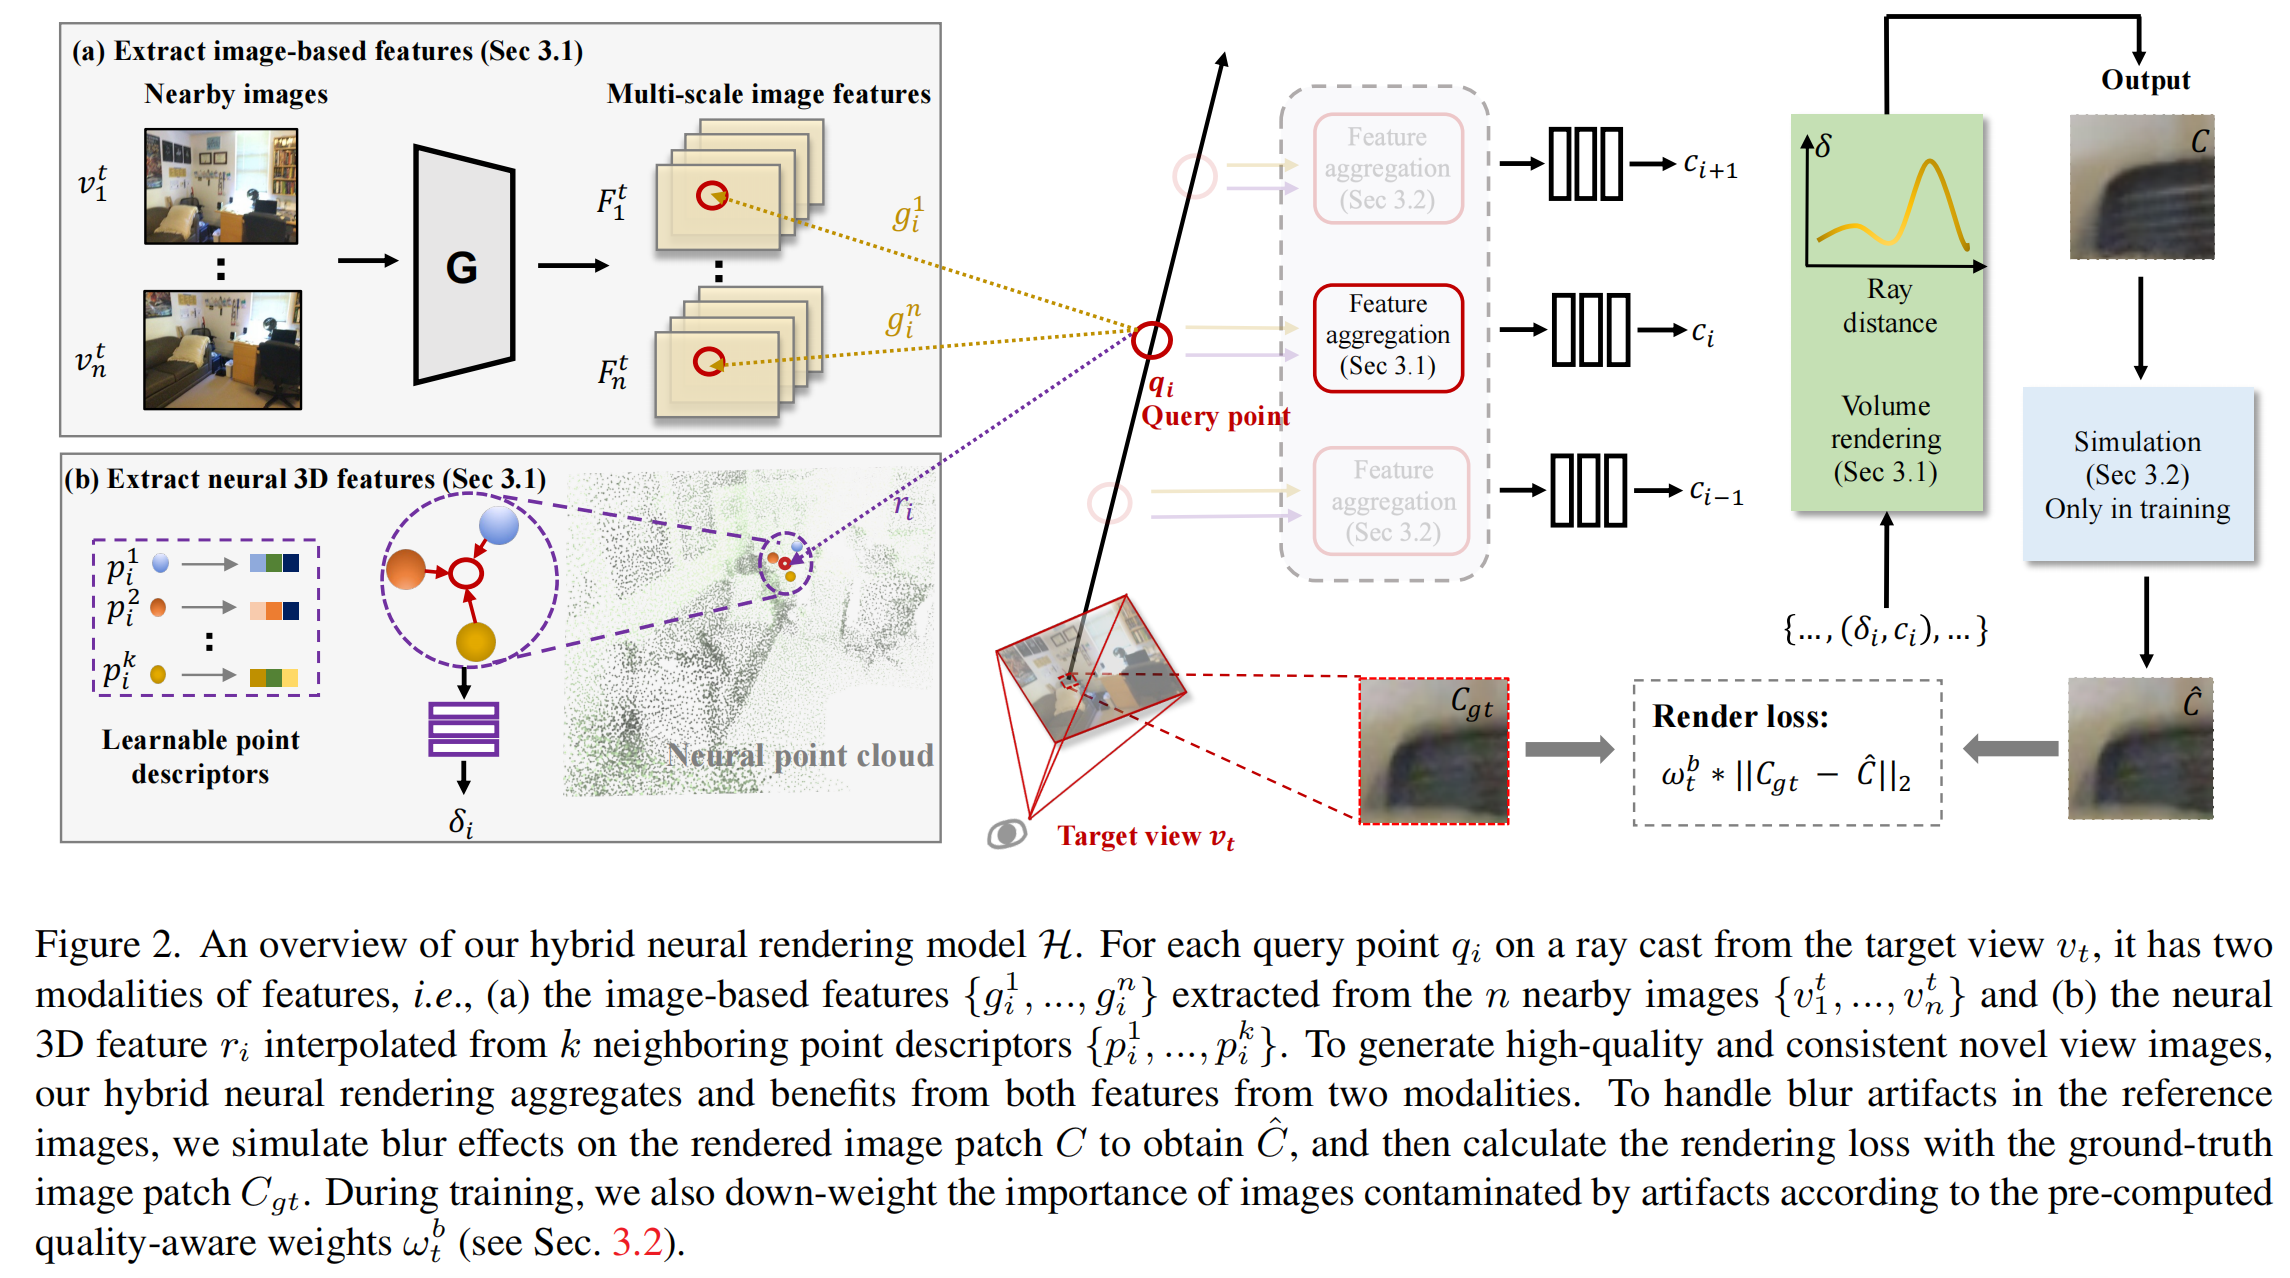 (a) Extract image-based features (Sec 3.1)
Nearby images
Multi-scale image features
v_1^t
v_n^t
G
F_1^t
F_n^t
g_i^1
g_i^n
(b) Extract neural 3D features (Sec 3.1)
p_i^1
p_i^2
p_i^k
Learnable point
descriptors
δ_i
r_i
Neural point cloud
q_i
Query point
Target view v_t
Feature
aggregation
(Sec 3.2)
Feature
aggregation
(Sec 3.1)
Feature
aggregation
(Sec 3.2)
c_{i+1}
c_i
c_{i−1}
δ
Ray
distance
Volume
rendering
(Sec 3.1)
{…, (δ_i, c_i), …}
Output
C
Simulation
(Sec 3.2)
Only in training
Ĉ
C_{gt}
Render loss:
ω_t^b ∗ ||C_{gt} − Ĉ||_2
Figure 2. An overview of our hybrid neural rendering model ℋ. For each query point q_i on a ray cast from the target view v_t, it has two
modalities of features, i.e., (a) the image-based features {g_i^1, ..., g_i^n} extracted from the n nearby images {v_1^t, ..., v_n^t} and (b) the neural
3D feature r_i interpolated from k neighboring point descriptors {p_i^1, ..., p_i^k}. To generate high-quality and consistent novel view images,
our hybrid neural rendering aggregates and benefits from both features from two modalities. To handle blur artifacts in the reference
images, we simulate blur effects on the rendered image patch C to obtain Ĉ, and then calculate the rendering loss with the ground-truth
image patch C_{gt}. During training, we also down-weight the importance of images contaminated by artifacts according to the pre-computed
quality-aware weights ω_t^b (see Sec. 3.2).